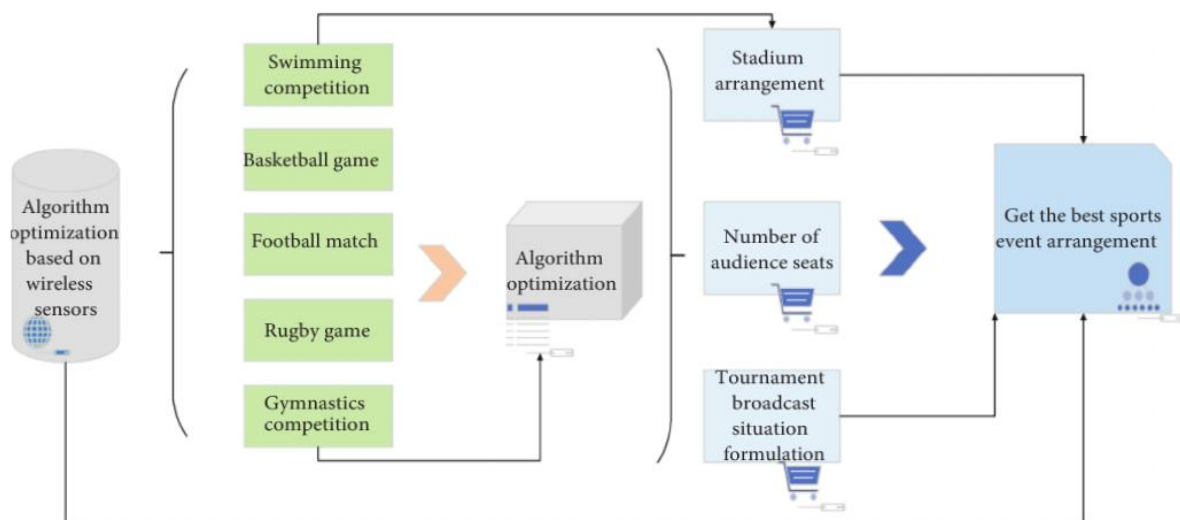 Algorithm
optimization
based on
wireless
sensors
Swimming
competition
Basketball game
Football match
Rugby game
Gymnastics
competition
Algorithm
optimization
Stadium
arrangement
Number of
audience seats
Tournament
broadcast
situation
formulation
Get the best sports
event arrangement